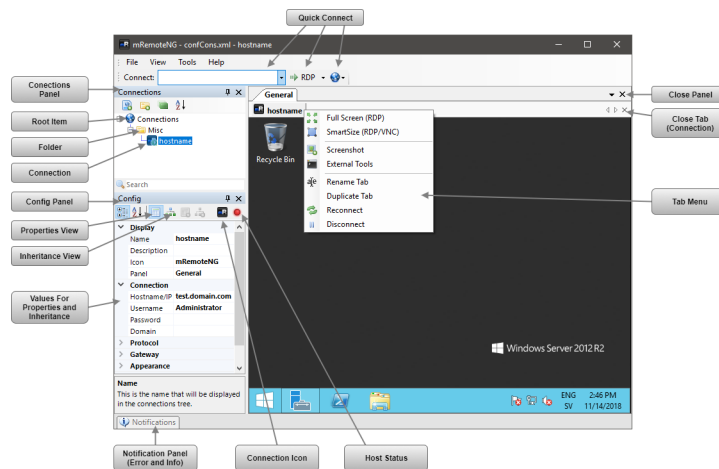 Quick Connect
mRemoteNG - confCons.xml - hostname
File View Tools Help
Connect: RDP
Connections
General
hostname
Connections
Misc
hostname
Search
Full Screen (RDP)
SmartSize (RDP/VNC)
Screenshot
External Tools
Rename Tab
Duplicate Tab
Reconnect
Disconnect
Recycle Bin
Config
Display
Name hostname
Description
Icon mRemoteNG
Panel General
Connection
Hostname/IP test.domain.com
Username Administrator
Password
Domain
Protocol
Gateway
Appearance
Name
This is the name that will be displayed
in the connections tree.
Notifications
Windows Server 2012 R2
ENG 2:46 PM
SV 11/14/2018
Conections
Panel
Root Item
Folder
Connection
Config Panel
Properties View
Inheritance View
Values For
Properties and
Inheritance
Close Panel
Close Tab
(Connection)
Tab Menu
Notification Panel
(Error and Info)
Connection Icon
Host Status